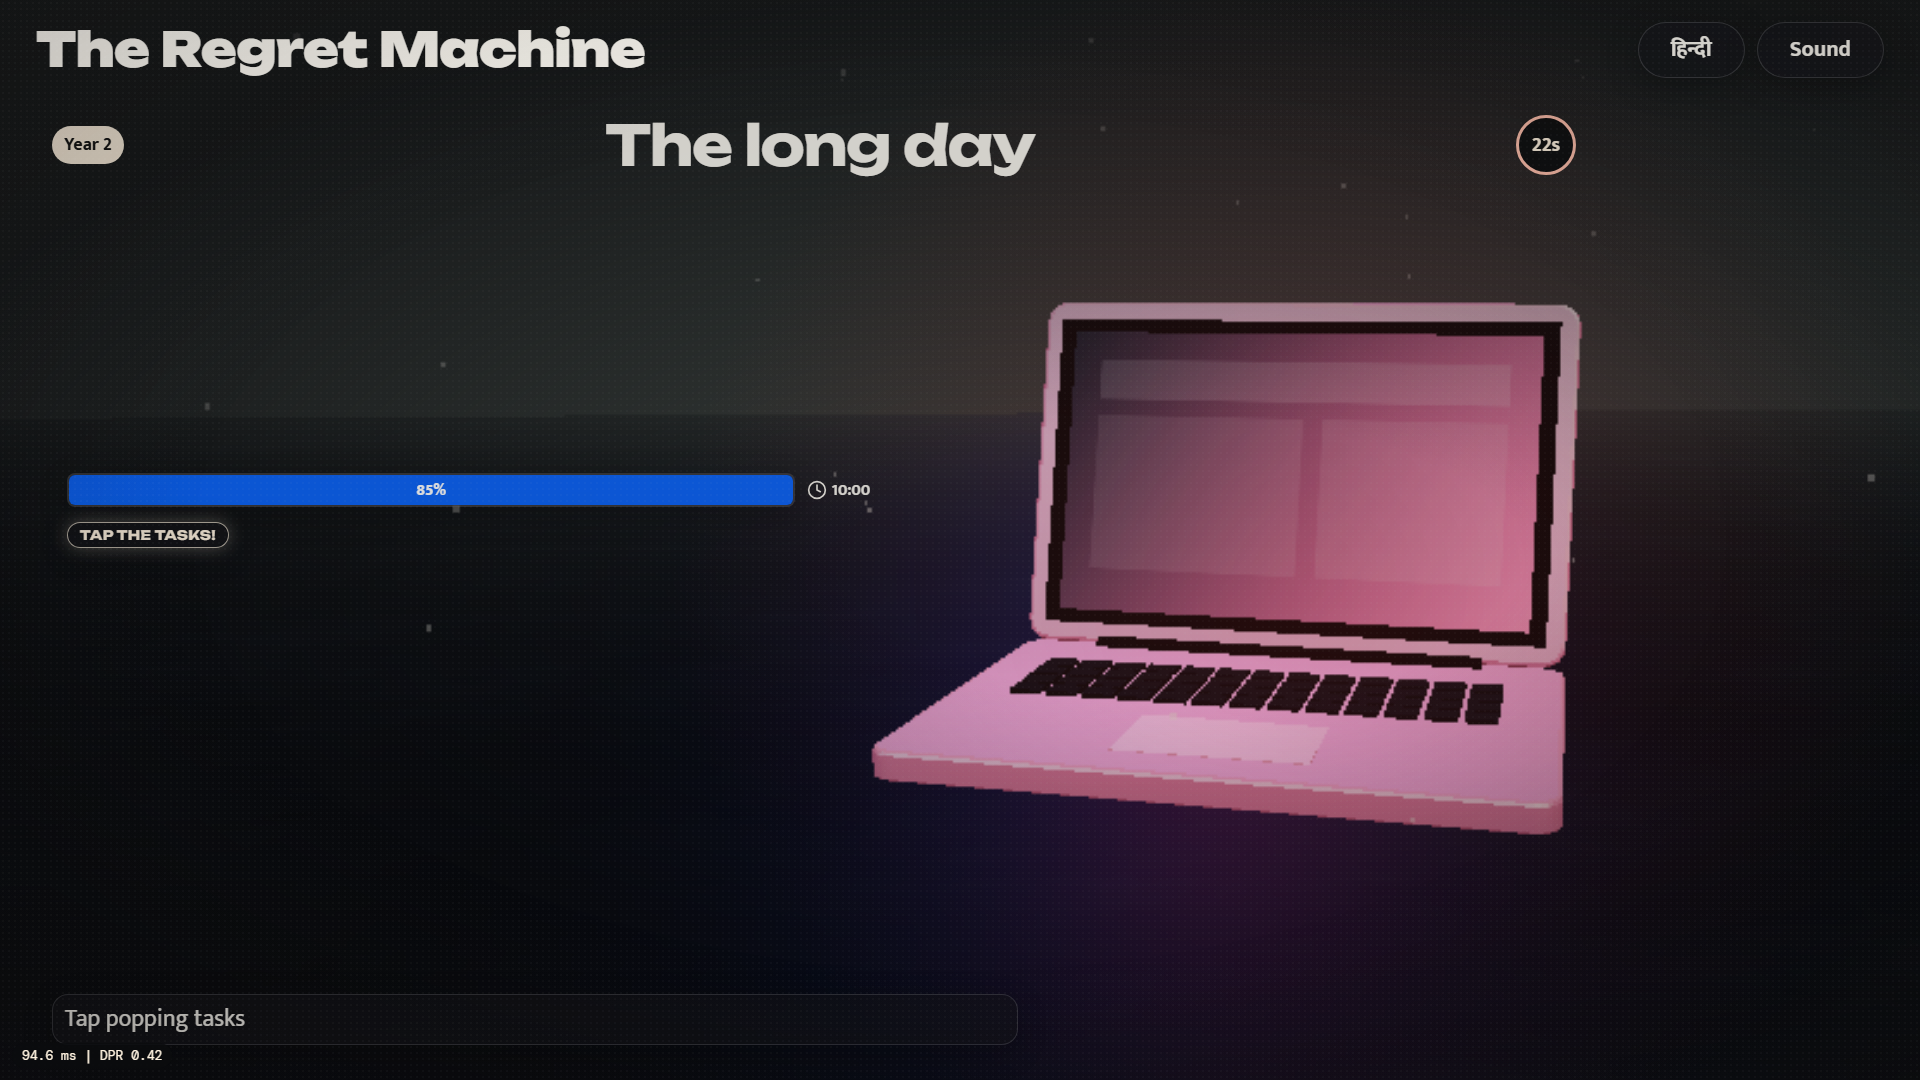 The Regret Machine
हिन्दी
Sound
Year 2
The long day
22s
85%
10:00
TAP THE TASKS!
Tap popping tasks
94.6 ms | DPR 0.42